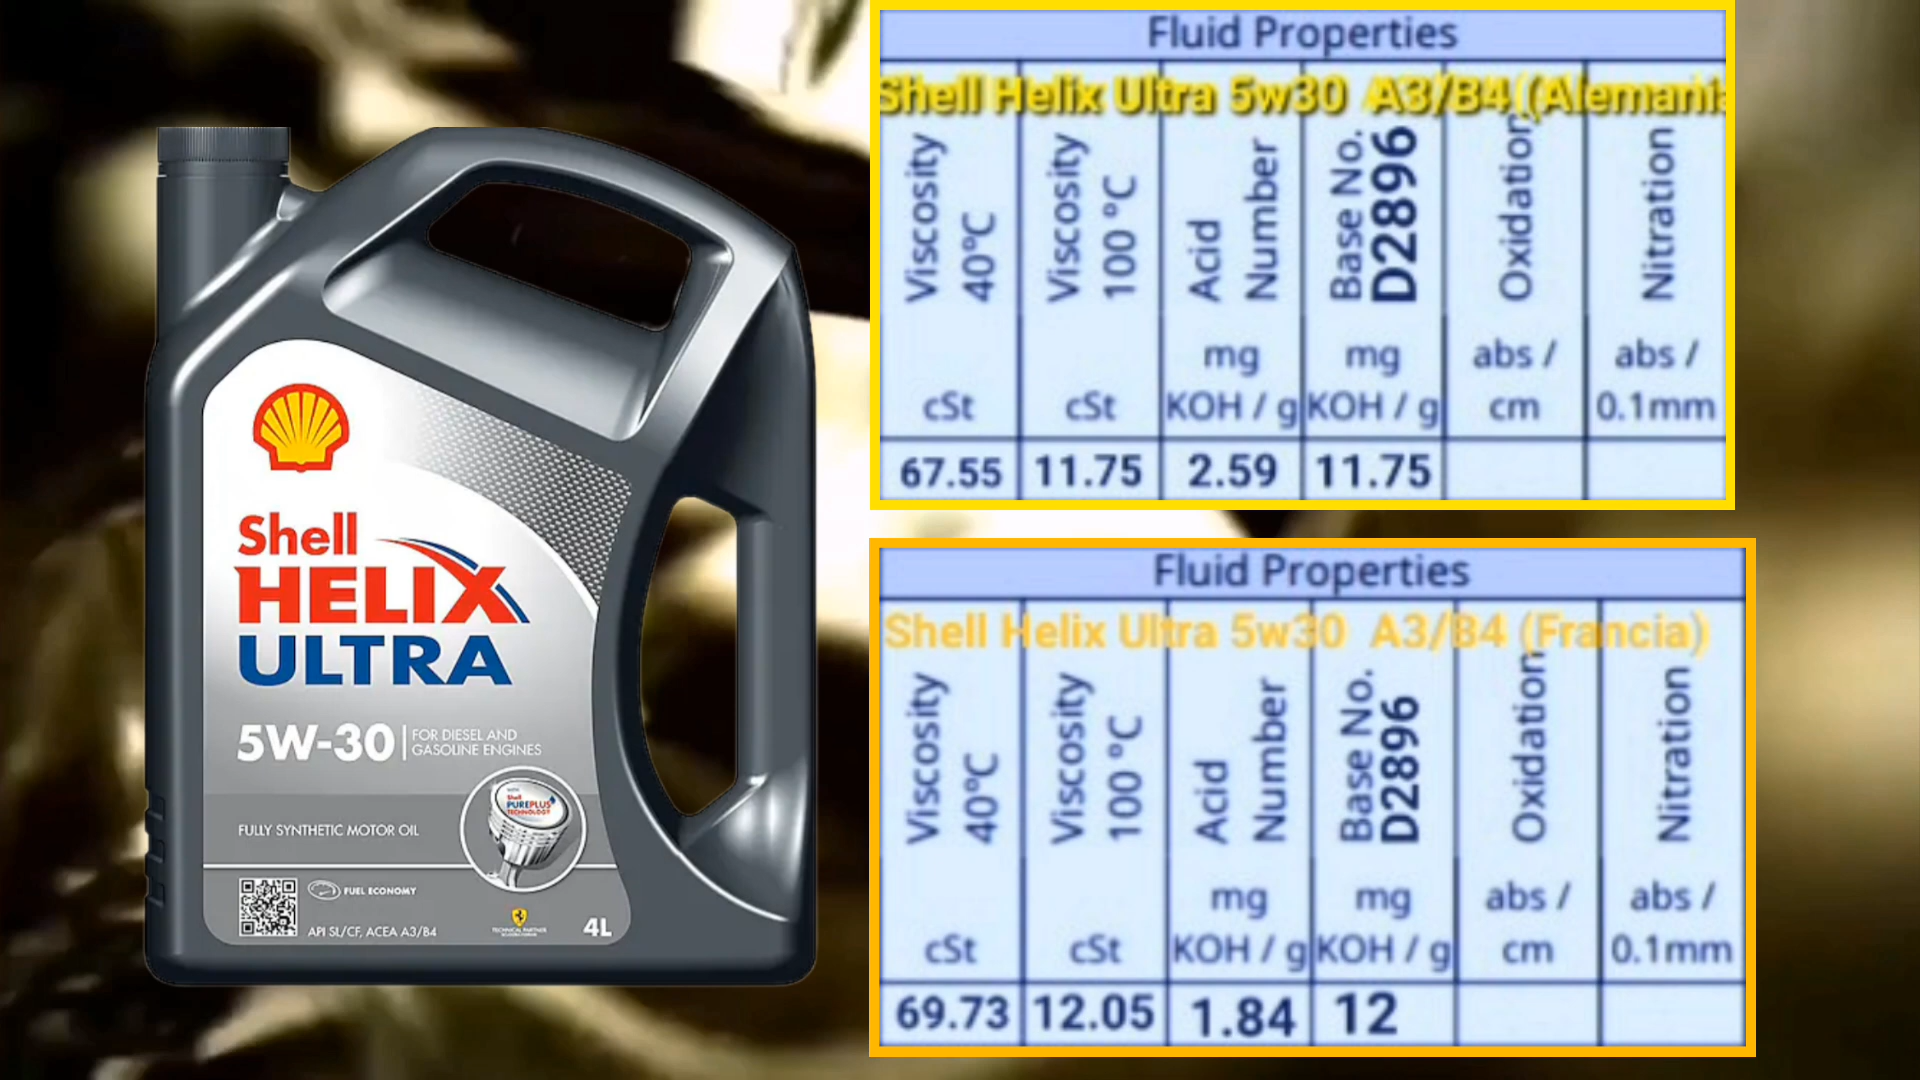 Shell
HELIX
ULTRA
5W-30
FOR DIESEL AND
GASOLINE ENGINES
Shell
PUREPLUS
TECHNOLOGY
FULLY SYNTHETIC MOTOR OIL
FUEL ECONOMY
API SL/CF, ACEA A3/B4
4L
Fluid Properties
Shell Helix Ultra 5w30 A3/B4 (Alemani
Viscosity 40°C
Viscosity 100 °C
Acid Number
Base No. D2896
Oxidation
Nitration
cSt cSt mg KOH / g mg KOH / g abs / cm abs / 0.1mm
67.55 11.75 2.59 11.75
Fluid Properties
Shell Helix Ultra 5w30 A3/B4 (Francia)
Viscosity 40°C
Viscosity 100 °C
Acid Number
Base No. D2896
Oxidation
Nitration
cSt cSt mg KOH / g mg KOH / g abs / cm abs / 0.1mm
69.73 12.05 1.84 12